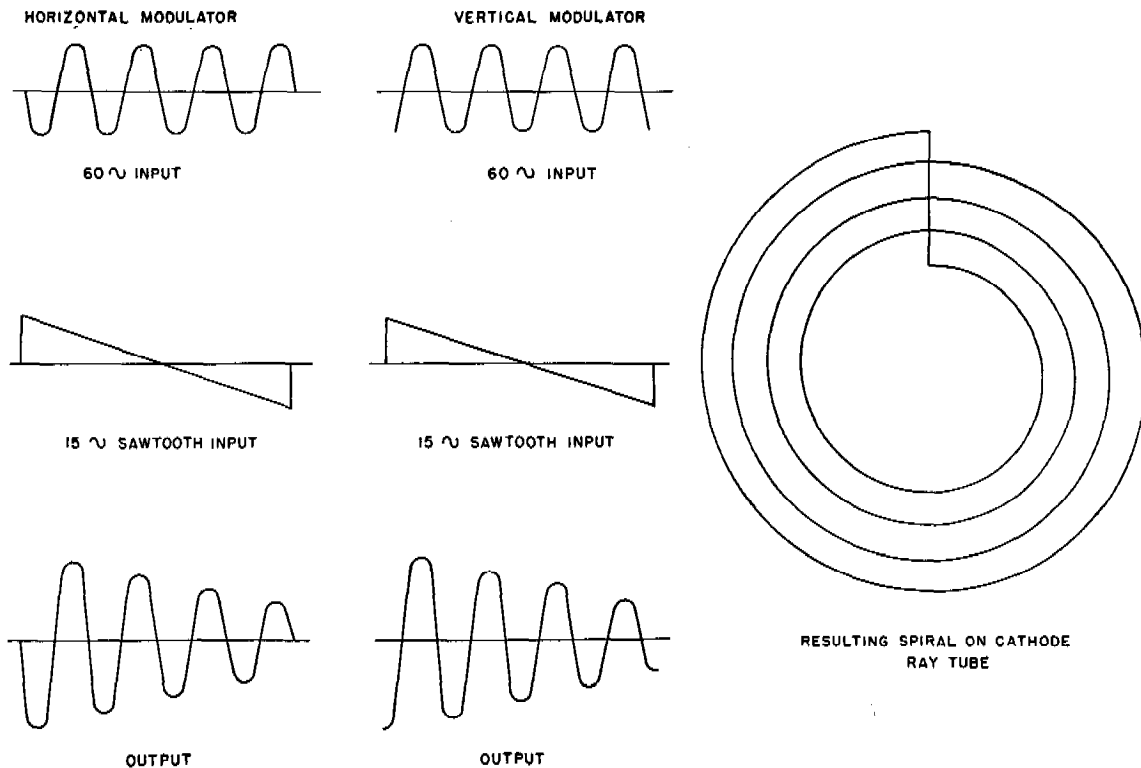 HORIZONTAL MODULATOR
VERTICAL MODULATOR
60 ∿ INPUT
60 ∿ INPUT
15 ∿ SAWTOOTH INPUT
15 ∿ SAWTOOTH INPUT
OUTPUT
OUTPUT
RESULTING SPIRAL ON CATHODE
RAY TUBE